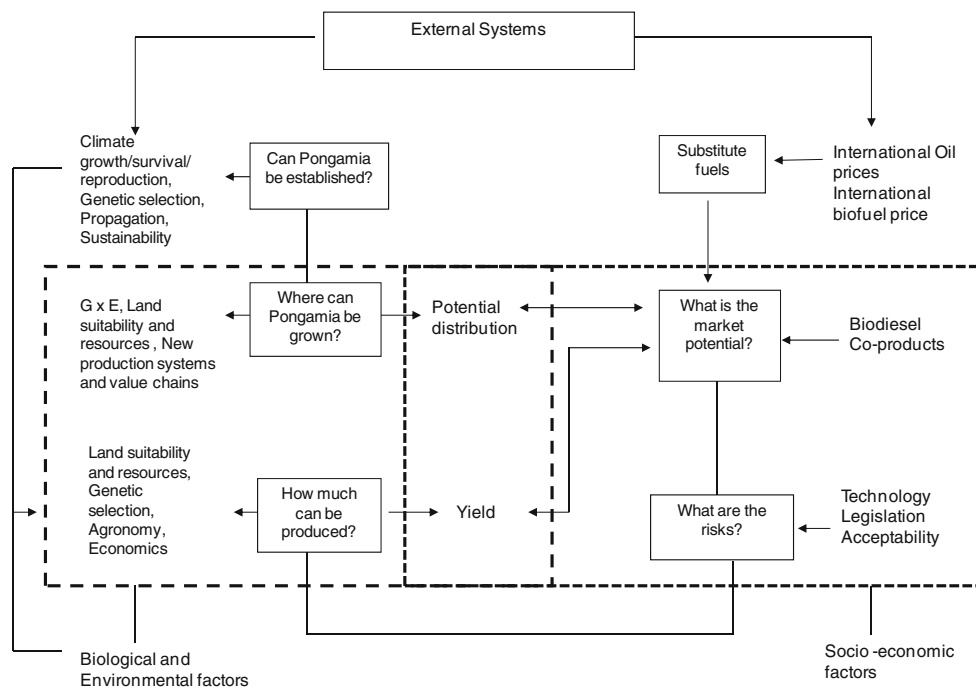 External Systems
Climate
growth/survival/
reproduction,
Genetic selection,
Propagation,
Sustainability
Can Pongamia
be established?
Substitute
fuels
International Oil
prices
International
biofuel price
G x E, Land
suitability and
resources , New
production systems
and value chains
Where can
Pongamia be
grown?
Potential
distribution
What is the
market
potential?
Biodiesel
Co-products
Land suitability
and resources,
Genetic
selection,
Agronomy,
Economics
How much
can be
produced?
Yield
What are the
risks?
Technology
Legislation
Acceptability
Biological and
Environmental factors
Socio -economic
factors